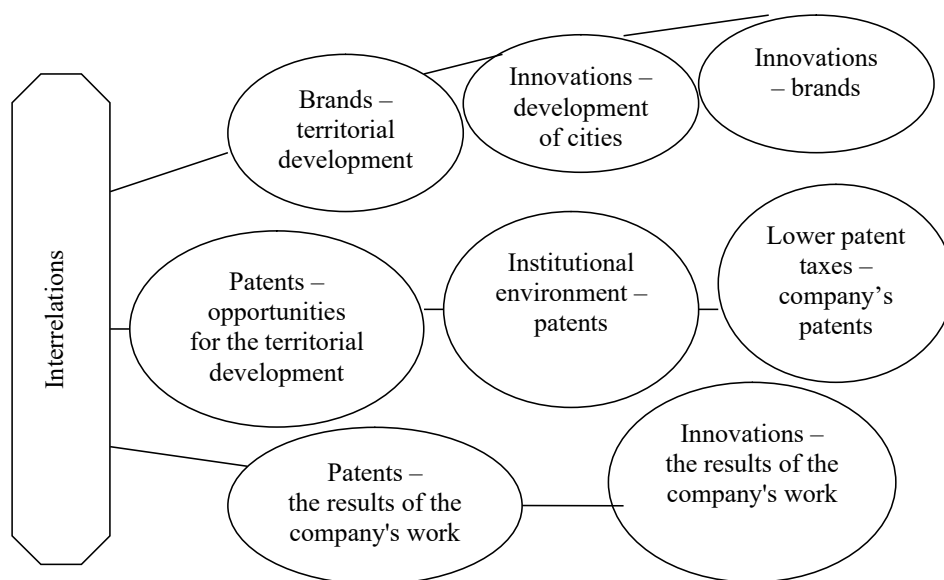 Interrelations
Brands –
territorial
development
Innovations –
development
of cities
Innovations
– brands
Patents –
opportunities
for the territorial
development
Institutional
environment –
patents
Lower patent
taxes –
company’s
patents
Patents –
the results of the
company's work
Innovations –
the results of the
company's work